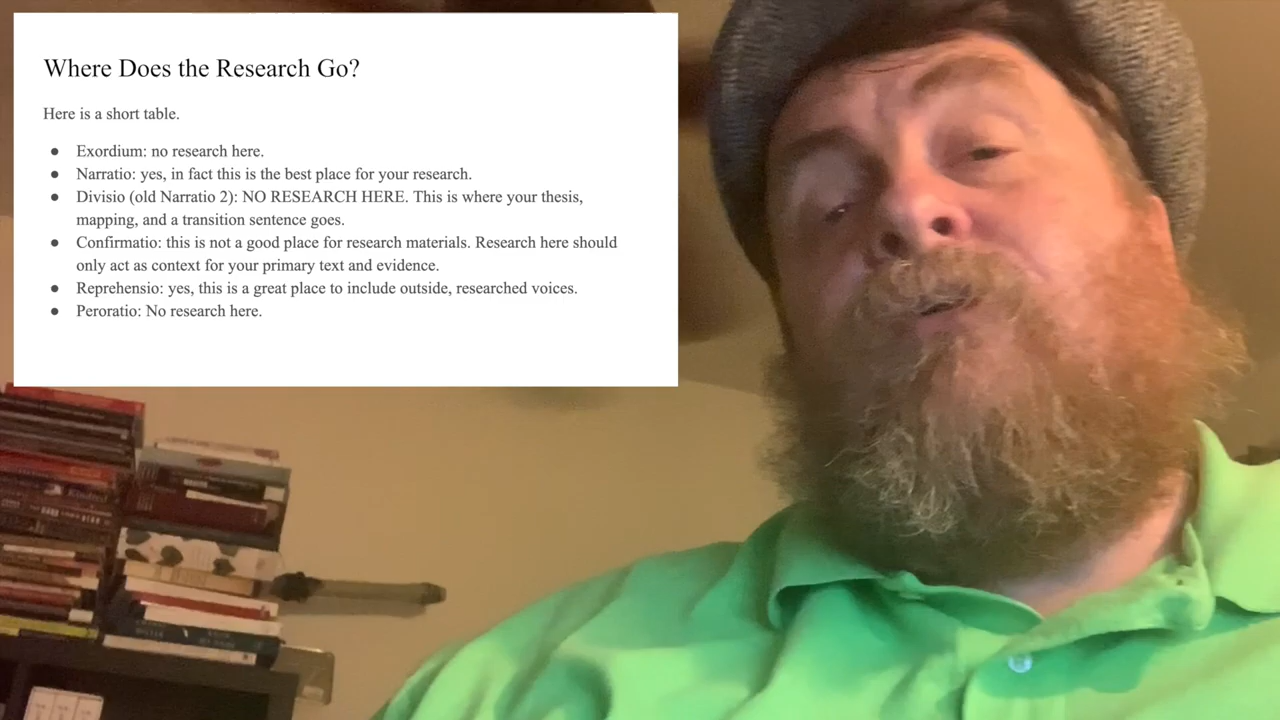 Where Does the Research Go?
Here is a short table.
● Exordium: no research here.
● Narratio: yes, in fact this is the best place for your research.
● Divisio (old Narratio 2): NO RESEARCH HERE. This is where your thesis,
mapping, and a transition sentence goes.
● Confirmatio: this is not a good place for research materials. Research here should
only act as context for your primary text and evidence.
● Reprehensio: yes, this is a great place to include outside, researched voices.
● Peroratio: No research here.